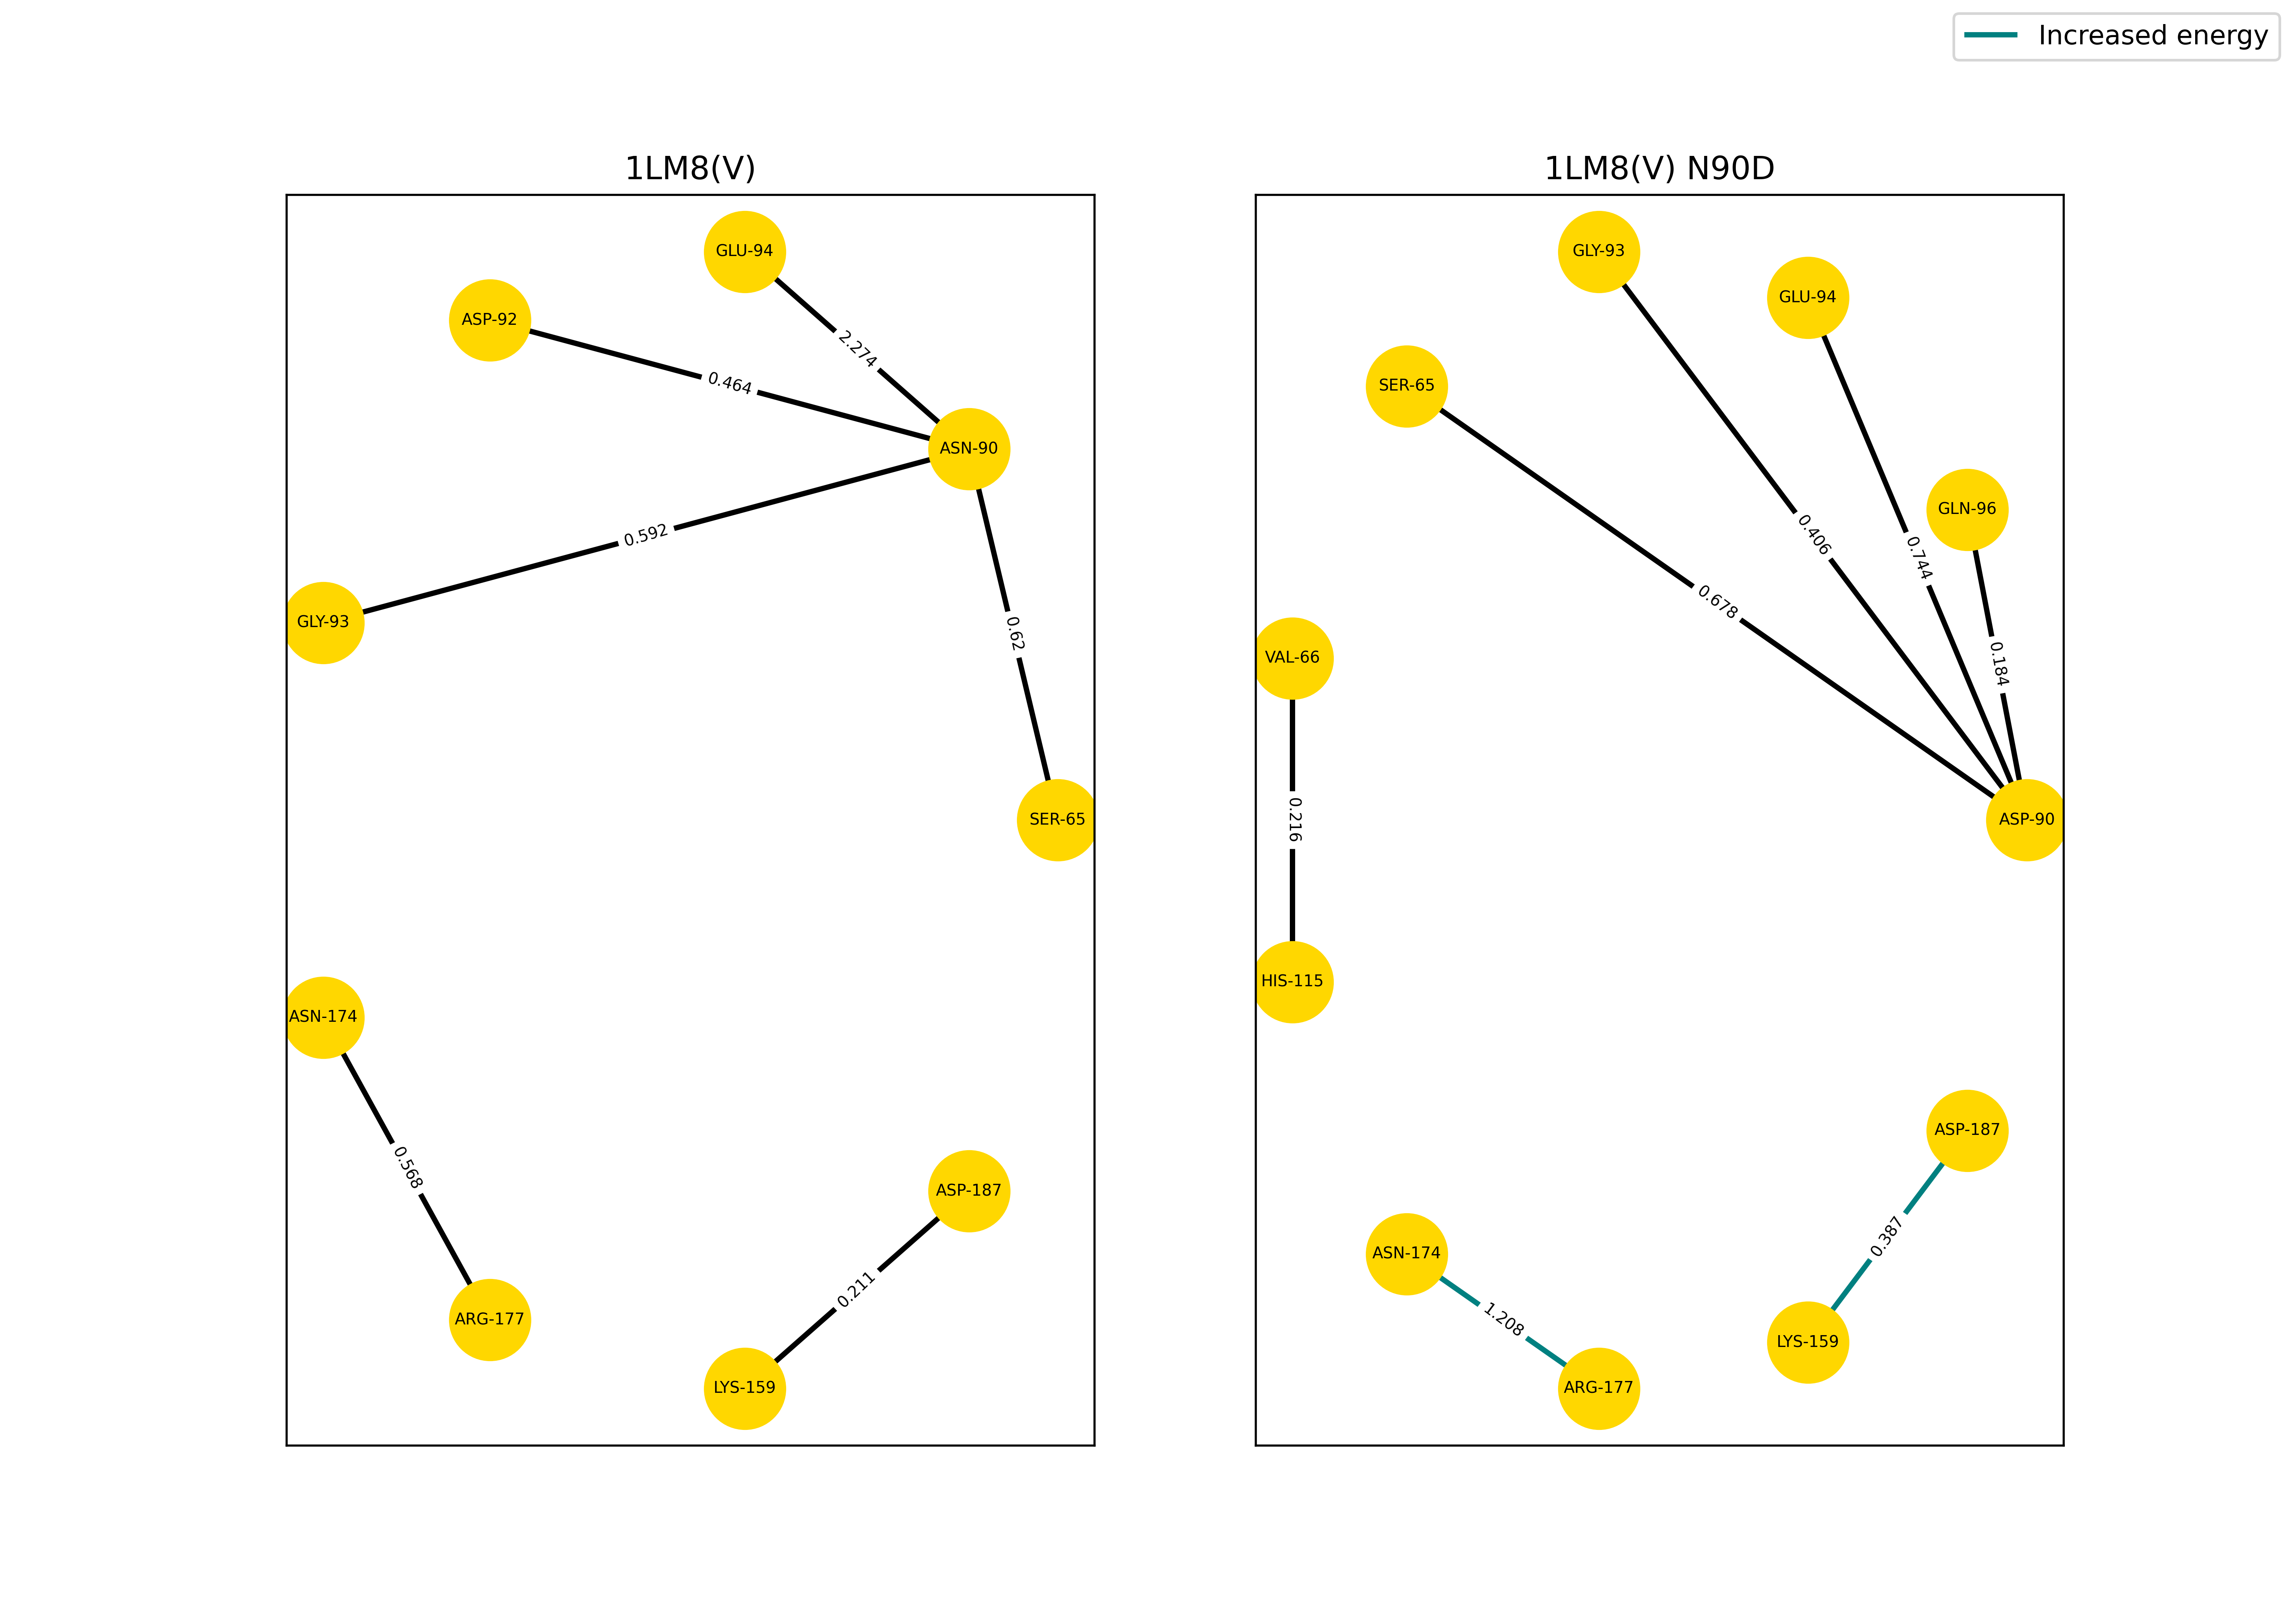 Increased energy
1LM8(V)
GLU-94
ASP-92
2.274
0.464
ASN-90
0.592
GLY-93
0.62
SER-65
ASN-174
0.568
ASP-187
0.211
ARG-177
LYS-159
1LM8(V) N90D
GLY-93
GLU-94
SER-65
GLN-96
0.406
0.744
0.678
VAL-66
0.184
0.216
ASP-90
HIS-115
ASP-187
0.387
ASN-174
1.208
LYS-159
ARG-177